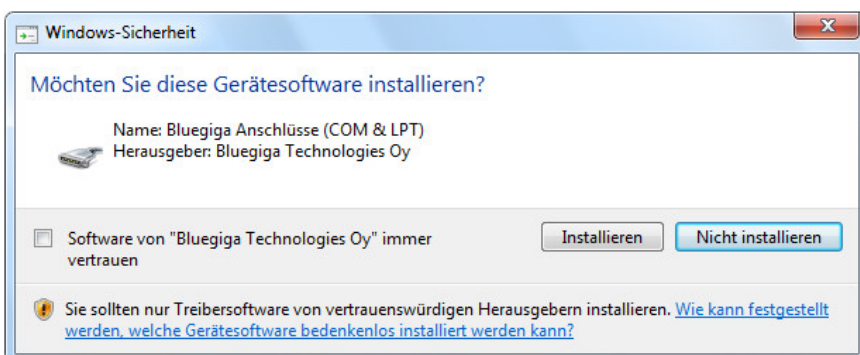 Windows-Sicherheit
Möchten Sie diese Gerätesoftware installieren?
Name: Bluegiga Anschlüsse (COM & LPT)
Herausgeber: Bluegiga Technologies Oy
Software von "Bluegiga Technologies Oy" immer
vertrauen
Installieren
Nicht installieren
Sie sollten nur Treibersoftware von vertrauenswürdigen Herausgebern installieren. Wie kann festgestellt
werden, welche Gerätesoftware bedenkenlos installiert werden kann?